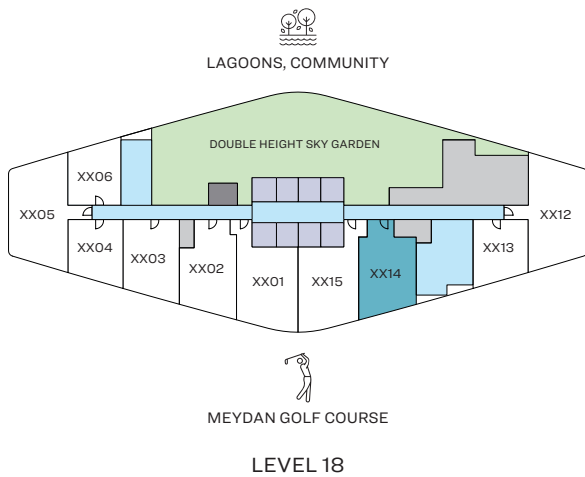 LAGOONS, COMMUNITY
DOUBLE HEIGHT SKY GARDEN
XX06
XX05
XX12
XX04
XX03
XX02
XX01
XX15
XX14
XX13
MEYDAN GOLF COURSE
LEVEL 18